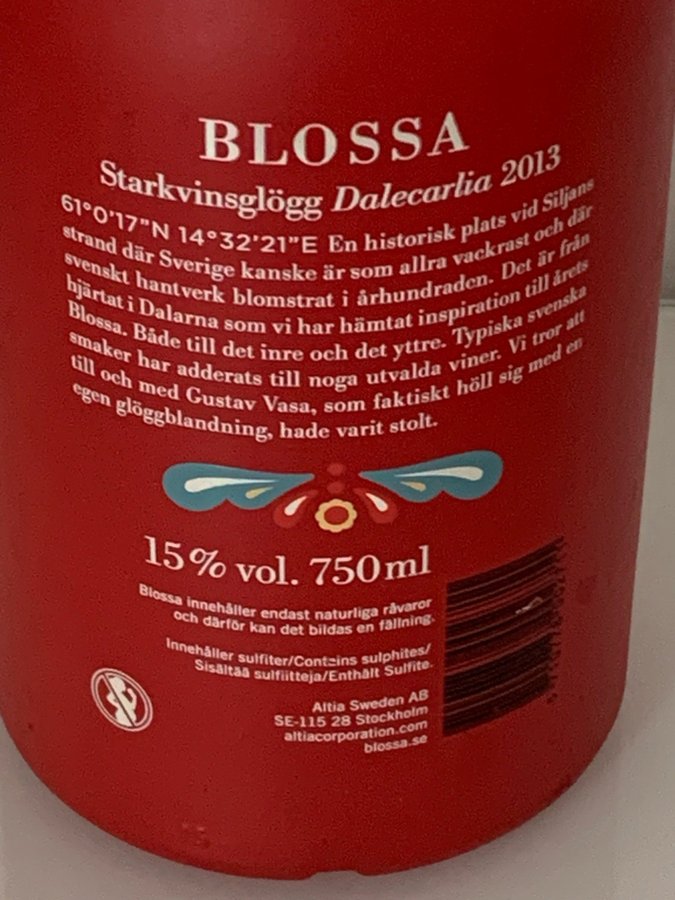 BLOSSA
Starkvinsglögg Dalecarlia 2013
61°0'17"N 14°32'21"E En historisk plats vid Siljans
strand där Sverige kanske är som allra vackrast och där
svenskt hantverk blomstrat i århundraden. Det är från
hjärtat i Dalarna som vi har hämtat inspiration till årets
Blossa. Både till det inre och det yttre. Typiska svenska
smaker har adderats till noga utvalda viner. Vi tror att
till och med Gustav Vasa, som faktiskt höll sig med en
egen glöggblandning, hade varit stolt.
15% vol. 750ml
Blossa innehåller endast naturliga råvaror
och därför kan det bildas en fällning.
Innehåller sulfiter/Contains sulphites/
Sisältää sulfiitteja/Enthält Sulfite.
Altia Sweden AB
SE-115 28 Stockholm
altiacorporation.com
blossa.se